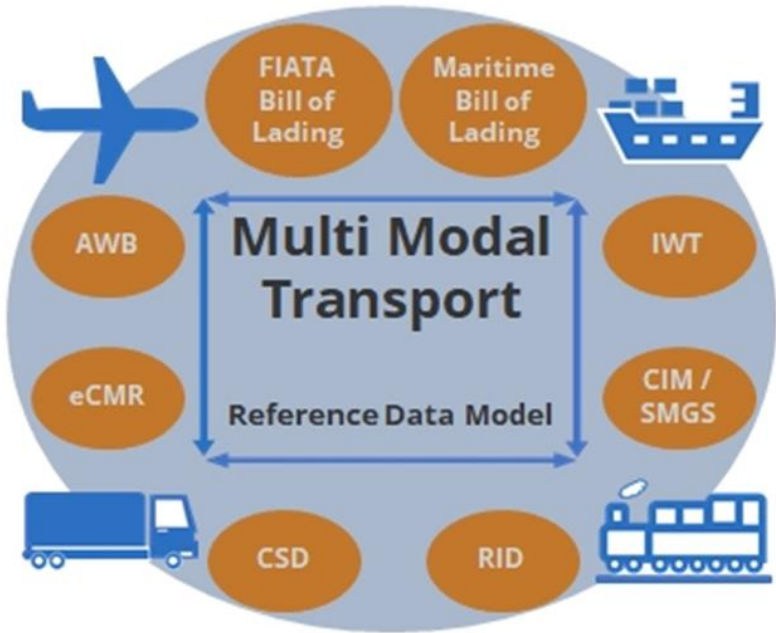 FIATA
Bill of
Lading
Maritime
Bill of
Lading
AWB
Multi Modal
Transport
IWT
eCMR
Reference Data Model
CIM /
SMGS
CSD
RID